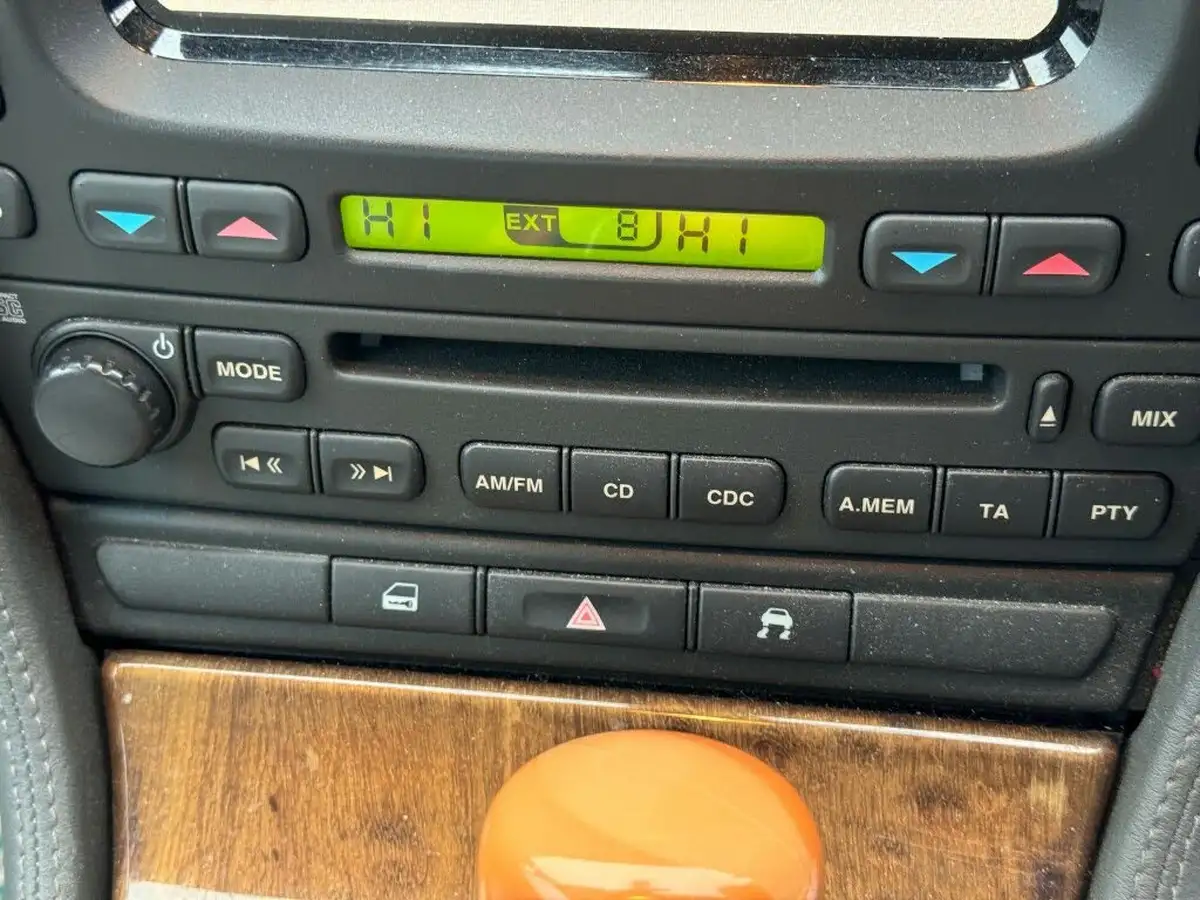 HI EXT 8 HI
MODE
MIX
AM/FM CD CDC A.MEM TA PTY